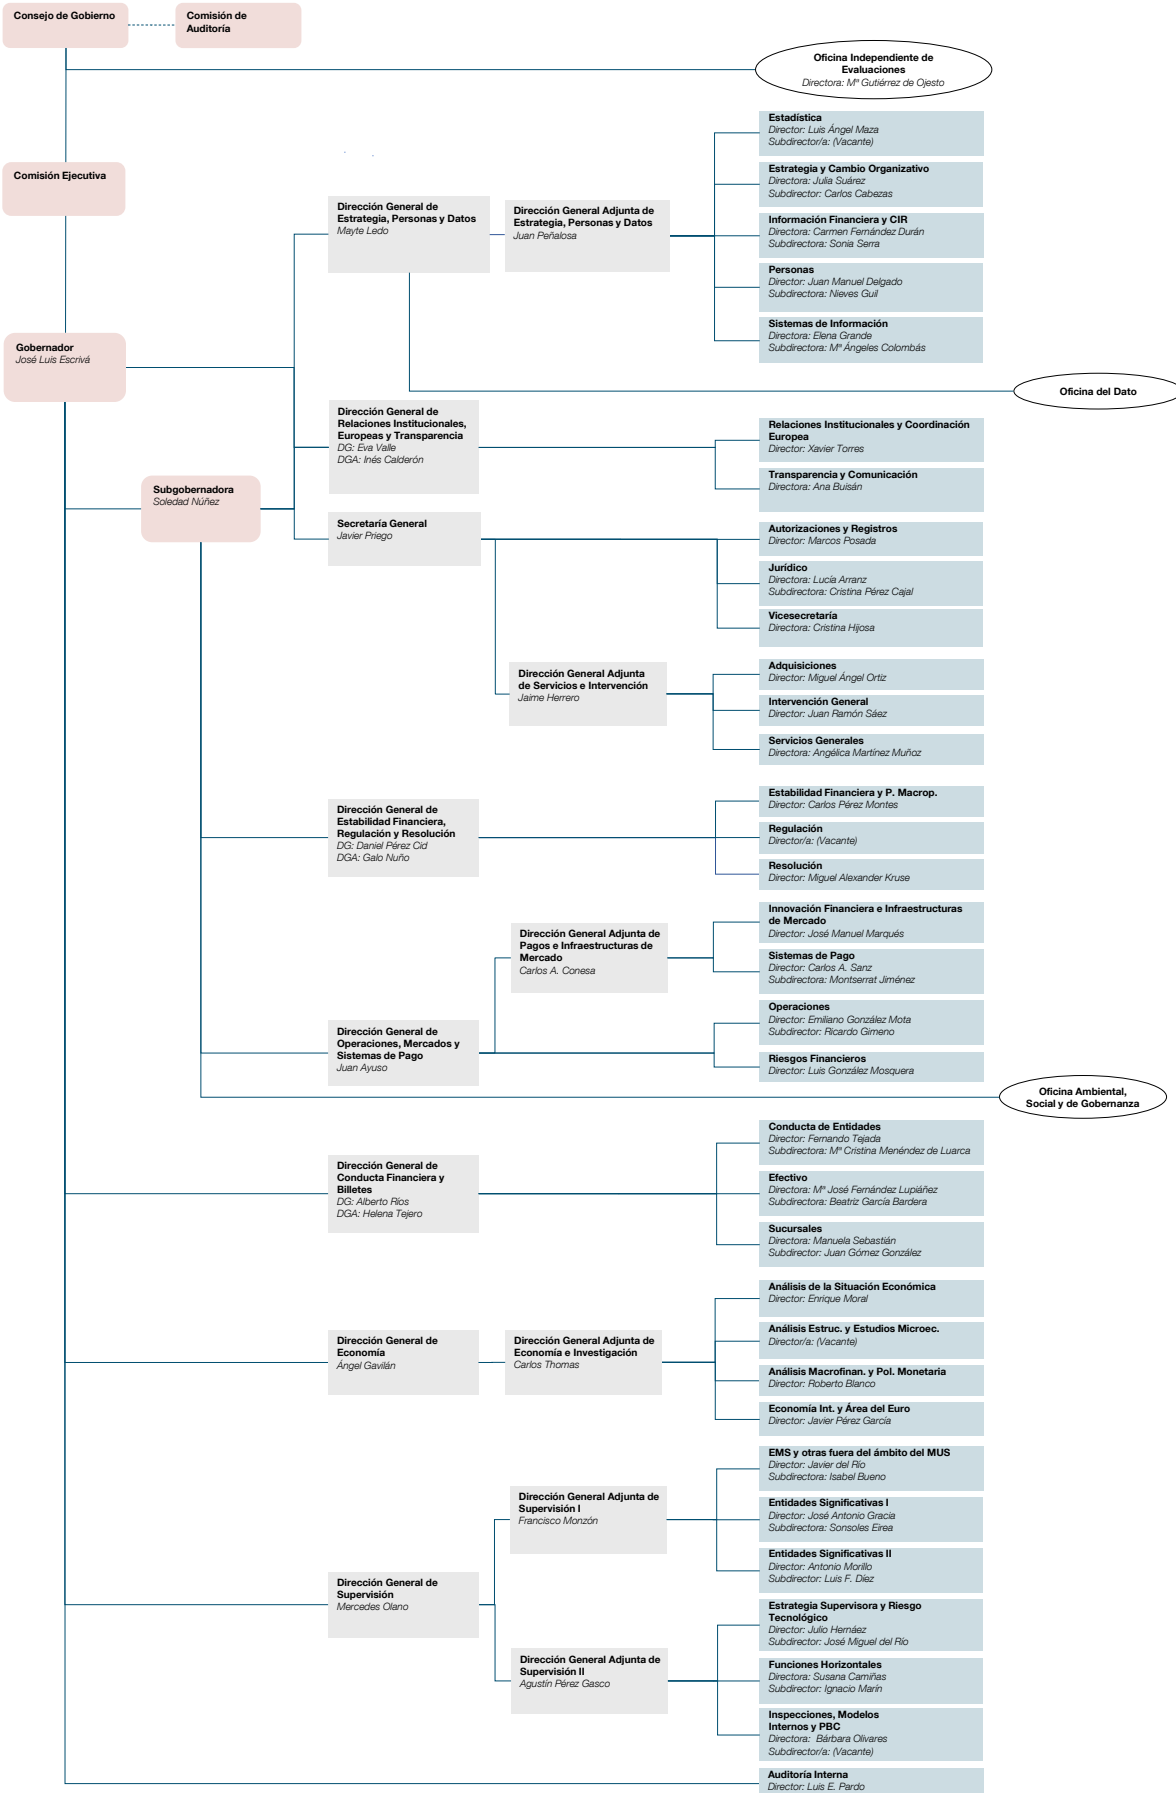 Consejo de Gobierno
Comisión de
Auditoría
Oficina Independiente de
Evaluaciones
Directora: Mª Gutiérrez de Ojesto
Comisión Ejecutiva
Gobernador
José Luis Escrivá
Subgobernadora
Soledad Núñez
Dirección General de
Estrategia, Personas y Datos
Mayte Ledo
Dirección General Adjunta de
Estrategia, Personas y Datos
Juan Peñalosa
Estadística
Director: Luis Ángel Maza
Subdirector/a: (Vacante)
Estrategia y Cambio Organizativo
Directora: Julia Suárez
Subdirector: Carlos Cabezas
Información Financiera y CIR
Directora: Carmen Fernández Durán
Subdirectora: Sonia Serra
Personas
Director: Juan Manuel Delgado
Subdirectora: Nieves Guil
Sistemas de Información
Directora: Elena Grande
Subdirectora: Mª Ángeles Colombás
Oficina del Dato
Dirección General de
Relaciones Institucionales,
Europeas y Transparencia
DG: Eva Valle
DGA: Inés Calderón
Relaciones Institucionales y Coordinación
Europea
Director: Xavier Torres
Transparencia y Comunicación
Directora: Ana Buisán
Secretaría General
Javier Priego
Autorizaciones y Registros
Director: Marcos Posada
Jurídico
Directora: Lucía Arranz
Subdirectora: Cristina Pérez Cajal
Vicesecretaría
Directora: Cristina Hijosa
Dirección General Adjunta
de Servicios e Intervención
Jaime Herrero
Adquisiciones
Director: Miguel Ángel Ortiz
Intervención General
Director: Juan Ramón Sáez
Servicios Generales
Directora: Angélica Martínez Muñoz
Dirección General de
Estabilidad Financiera,
Regulación y Resolución
DG: Daniel Pérez Cid
DGA: Galo Nuño
Estabilidad Financiera y P. Macrop.
Director: Carlos Pérez Montes
Regulación
Director/a: (Vacante)
Resolución
Director: Miguel Alexander Kruse
Dirección General Adjunta de
Pagos e Infraestructuras de
Mercado
Carlos A. Conesa
Innovación Financiera e Infraestructuras
de Mercado
Director: José Manuel Marqués
Sistemas de Pago
Director: Carlos A. Sanz
Subdirectora: Montserrat Jiménez
Dirección General de
Operaciones, Mercados y
Sistemas de Pago
Juan Ayuso
Operaciones
Director: Emiliano González Mota
Subdirector: Ricardo Gimeno
Riesgos Financieros
Director: Luis González Mosquera
Oficina Ambiental,
Social y de Gobernanza
Dirección General de
Conducta Financiera y
Billetes
DG: Alberto Ríos
DGA: Helena Tejero
Conducta de Entidades
Director: Fernando Tejada
Subdirectora: Mª Cristina Menéndez de Luarca
Efectivo
Directora: Mª José Fernández Lupiáñez
Subdirectora: Beatriz García Bardera
Sucursales
Directora: Manuela Sebastián
Subdirector: Juan Gómez González
Dirección General de
Economía
Ángel Gavilán
Dirección General Adjunta de
Economía e Investigación
Carlos Thomas
Análisis de la Situación Económica
Director: Enrique Moral
Análisis Estruc. y Estudios Microec.
Director/a: (Vacante)
Análisis Macrofinan. y Pol. Monetaria
Director: Roberto Blanco
Economía Int. y Área del Euro
Director: Javier Pérez García
Dirección General de
Supervisión
Mercedes Olano
Dirección General Adjunta de
Supervisión I
Francisco Monzón
EMS y otras fuera del ámbito del MUS
Director: Javier del Río
Subdirectora: Isabel Bueno
Entidades Significativas I
Director: José Antonio Gracia
Subdirectora: Sonsoles Eirea
Entidades Significativas II
Director: Antonio Morillo
Subdirector: Luis F. Díez
Dirección General Adjunta de
Supervisión II
Agustín Pérez Gasco
Estrategia Supervisora y Riesgo
Tecnológico
Director: Julio Hernáez
Subdirector: José Miguel del Río
Funciones Horizontales
Directora: Susana Camiñas
Subdirector: Ignacio Marín
Inspecciones, Modelos
Internos y PBC
Directora: Bárbara Olivares
Subdirector/a: (Vacante)
Auditoría Interna
Director: Luis E. Pardo